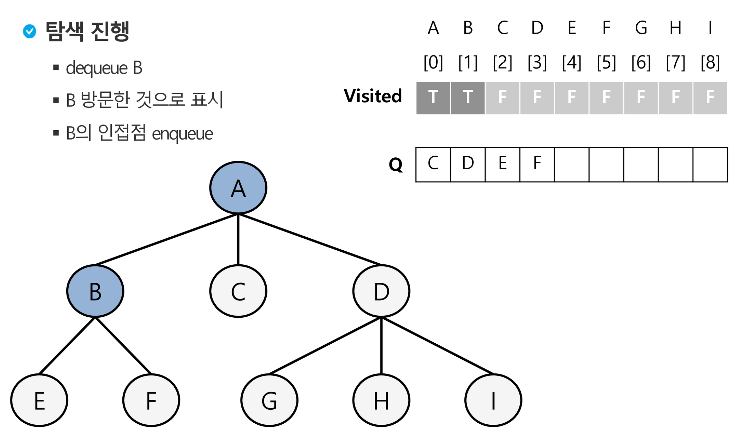 탐색 진행
▪ dequeue B
▪ B 방문한 것으로 표시
▪ B의 인접점 enqueue
A B C D E F G H I
[0] [1] [2] [3] [4] [5] [6] [7] [8]
Visited T T F F F F F F F
Q C D E F
A
B C D
E F G H I